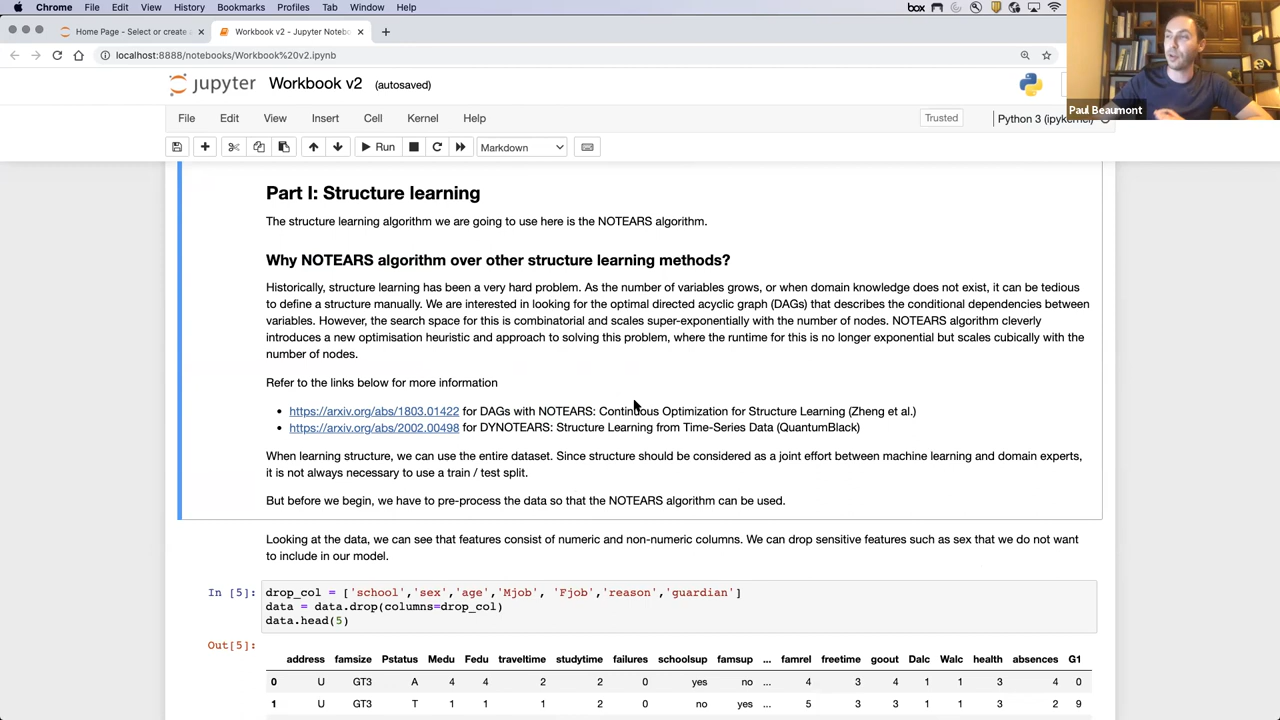 Chrome File Edit View History Bookmarks Profiles Tab Window Help box
Home Page - Select or create a
Workbook v2 - Jupyter Notebo
localhost:8888/notebooks/Workbook%20v2.ipynb
Paul Beaumont
jupyter Workbook v2 (autosaved)
File Edit View Insert Cell Kernel Help Trusted Python 3 (ipykernel)
Run Markdown
Part I: Structure learning
The structure learning algorithm we are going to use here is the NOTEARS algorithm.
Why NOTEARS algorithm over other structure learning methods?
Historically, structure learning has been a very hard problem. As the number of variables grows, or when domain knowledge does not exist, it can be tedious
to define a structure manually. We are interested in looking for the optimal directed acyclic graph (DAGs) that describes the conditional dependencies between
variables. However, the search space for this is combinatorial and scales super-exponentially with the number of nodes. NOTEARS algorithm cleverly
introduces a new optimisation heuristic and approach to solving this problem, where the runtime for this is no longer exponential but scales cubically with the
number of nodes.
Refer to the links below for more information
• https://arxiv.org/abs/1803.01422 for DAGs with NOTEARS: Continuous Optimization for Structure Learning (Zheng et al.)
• https://arxiv.org/abs/2002.00498 for DYNOTEARS: Structure Learning from Time-Series Data (QuantumBlack)
When learning structure, we can use the entire dataset. Since structure should be considered as a joint effort between machine learning and domain experts,
it is not always necessary to use a train / test split.
But before we begin, we have to pre-process the data so that the NOTEARS algorithm can be used.
Looking at the data, we can see that features consist of numeric and non-numeric columns. We can drop sensitive features such as sex that we do not want
to include in our model.
In [5]: drop_col = ['school','sex','age','Mjob', 'Fjob','reason','guardian']
data = data.drop(columns=drop_col)
data.head(5)
Out[5]:
address famsize Pstatus Medu Fedu traveltime studytime failures schoolsup famsup ... famrel freetime goout Dalc Walc health absences G1
0 U GT3 A 4 4 2 2 0 yes no ... 4 3 4 1 1 3 4 0
1 U GT3 T 1 1 1 2 0 no yes ... 5 3 3 1 1 3 2 9